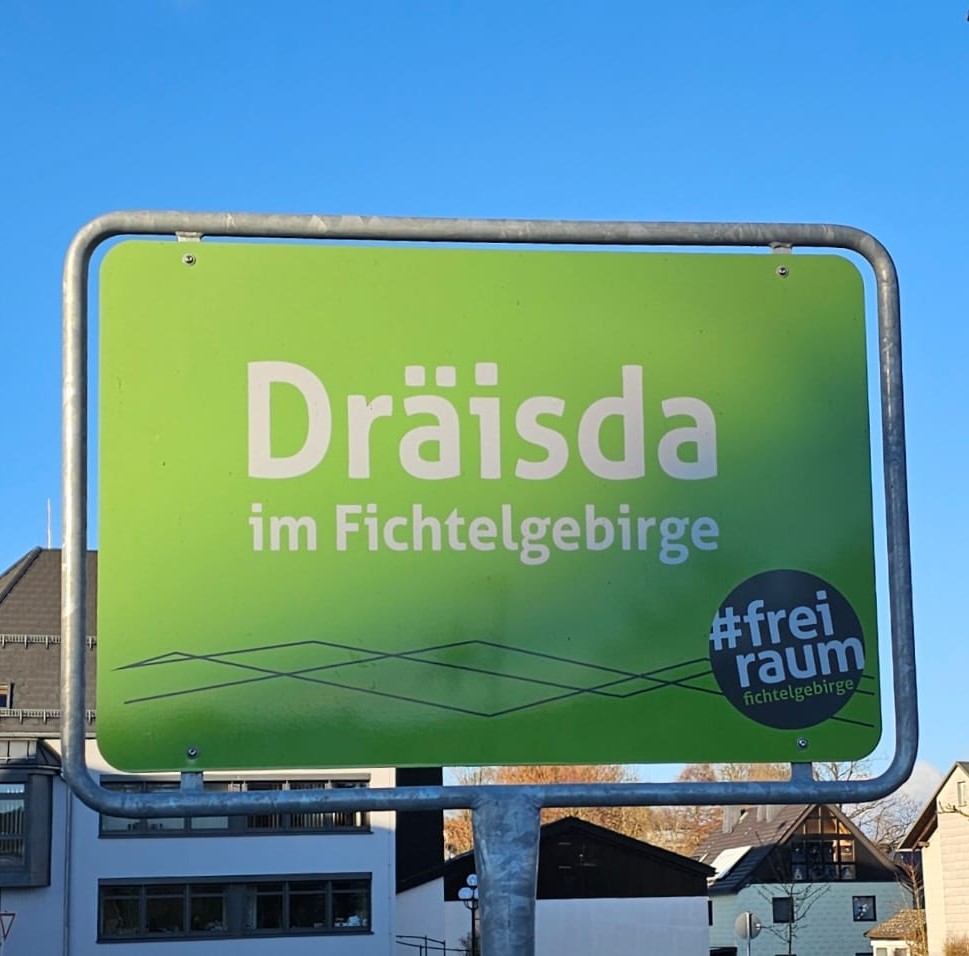 Dräisda
im Fichtelgebirge
#frei
raum
fichtelgebirge